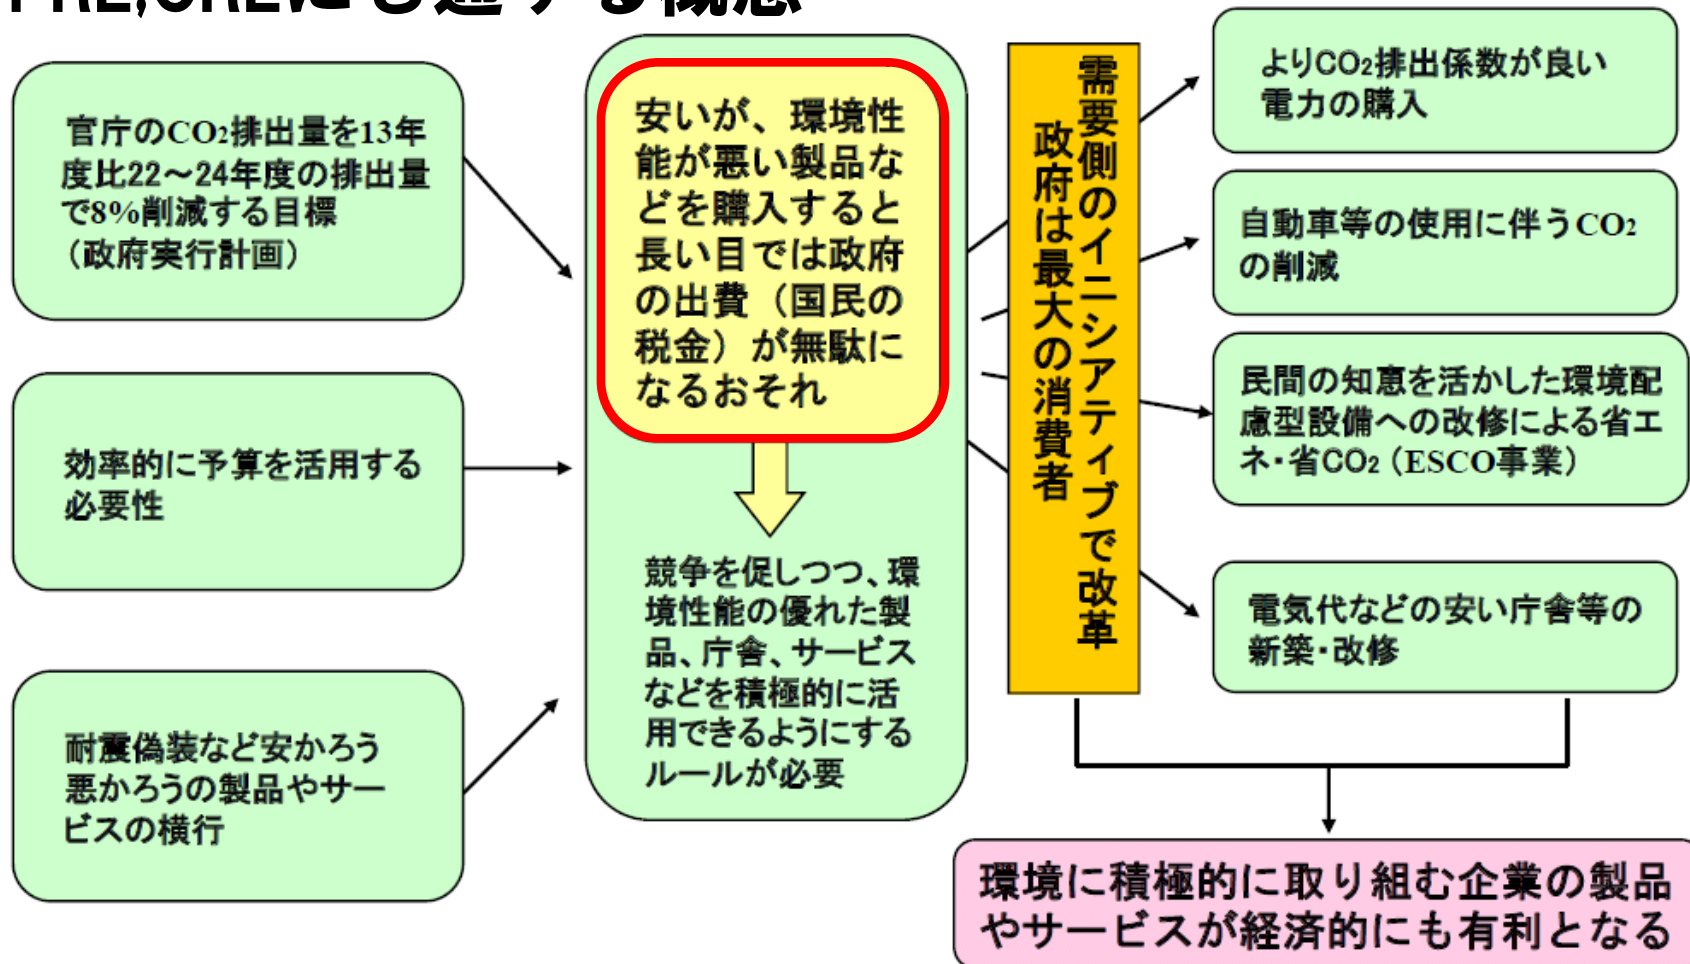 PRE,CREにも通ずる概念
官庁のCO₂排出量を13年
度比22～24年度の排出量
で8%削減する目標
（政府実行計画）
効率的に予算を活用する
必要性
耐震偽装など安かろう
悪かろうの製品やサー
ビスの横行
安いが、環境性
能が悪い製品な
どを購入すると
長い目では政府
の出費（国民の
税金）が無駄に
なるおそれ
競争を促しつつ、環
境性能の優れた製
品、庁舎、サービス
などを積極的に活
用できるようにする
ルールが必要
需要側のイニシアティブで改革
政府は最大の消費者
よりCO₂排出係数が良い
電力の購入
自動車等の使用に伴うCO₂
の削減
民間の知恵を活かした環境配
慮型設備への改修による省エ
ネ・省CO₂（ESCO事業）
電気代などの安い庁舎等の
新築・改修
環境に積極的に取り組む企業の製品
やサービスが経済的にも有利となる